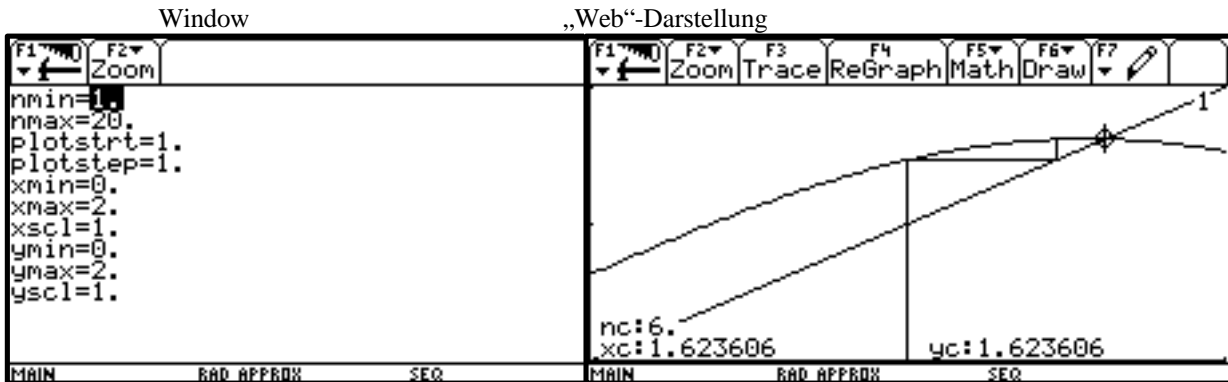 Window „Web“-Darstellung
F1 F2 Zoom
F1 F2 Zoom F3 Trace F4 ReGraph F5 Math F6 Draw F7
nmin=1.
nmax=20.
plotstrt=1.
plotstep=1.
xmin=0.
xmax=2.
xscl=1.
ymin=0.
ymax=2.
yscl=1.
MAIN RAD APPROX SEQ
1
nc:6.
xc:1.623606 yc:1.623606
MAIN RAD APPROX SEQ